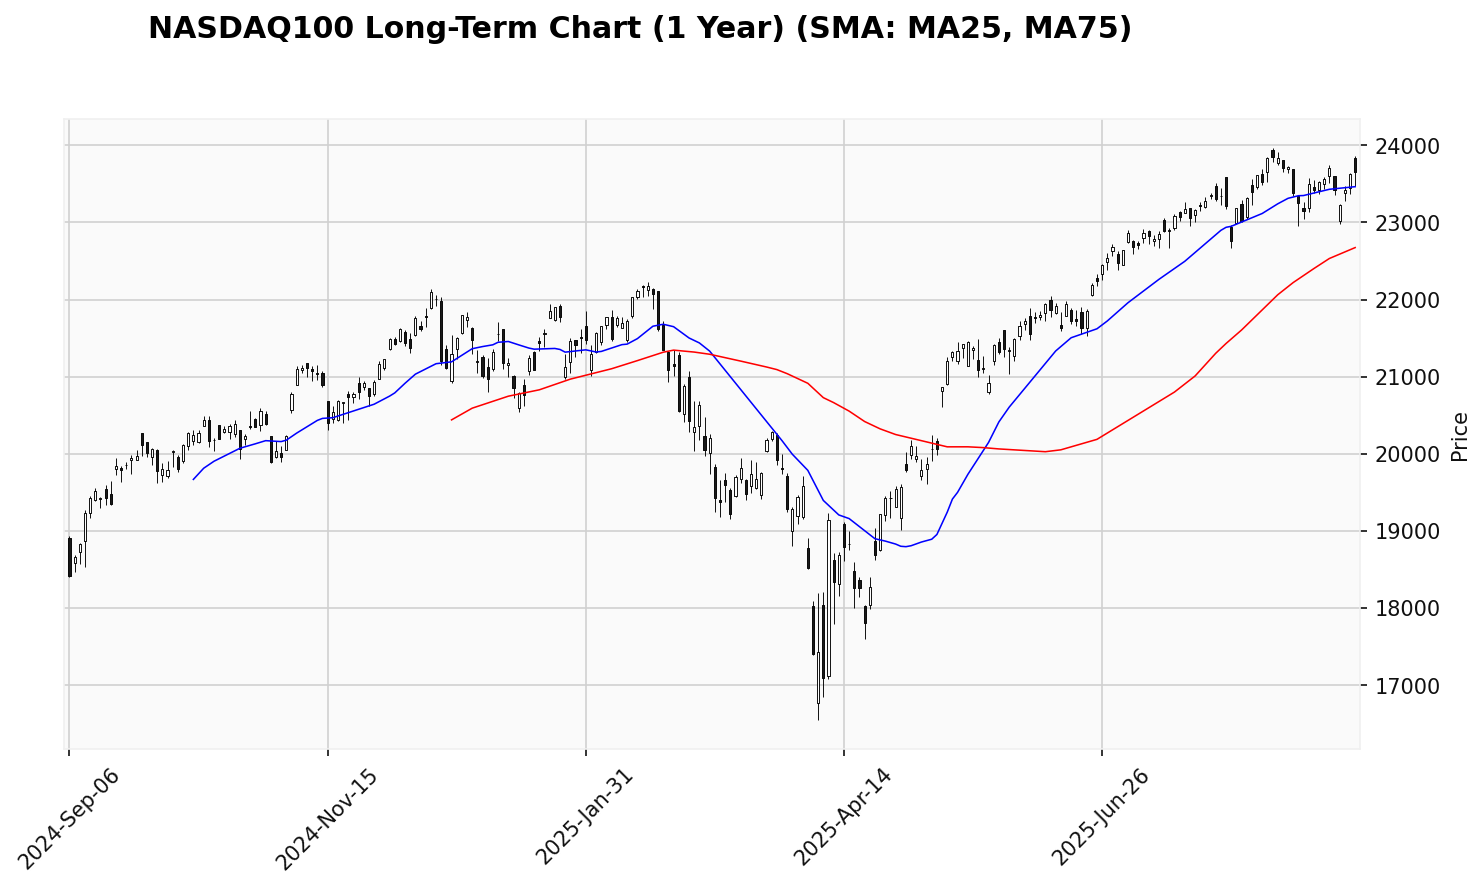 NASDAQ100 Long-Term Chart (1 Year) (SMA: MA25, MA75)
24000
23000
22000
21000
20000
19000
18000
17000
Price
2024-Sep-06
2024-Nov-15
2025-Jan-31
2025-Apr-14
2025-Jun-26